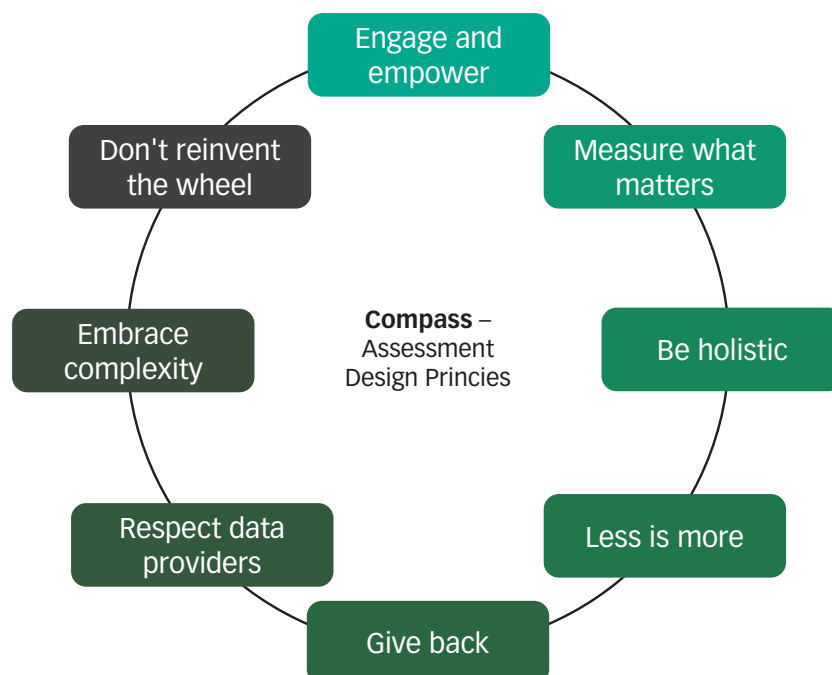 Engage and
empower
Don't reinvent
the wheel
Measure what
matters
Embrace
complexity
Compass –
Assessment
Design Princies
Be holistic
Respect data
providers
Less is more
Give back